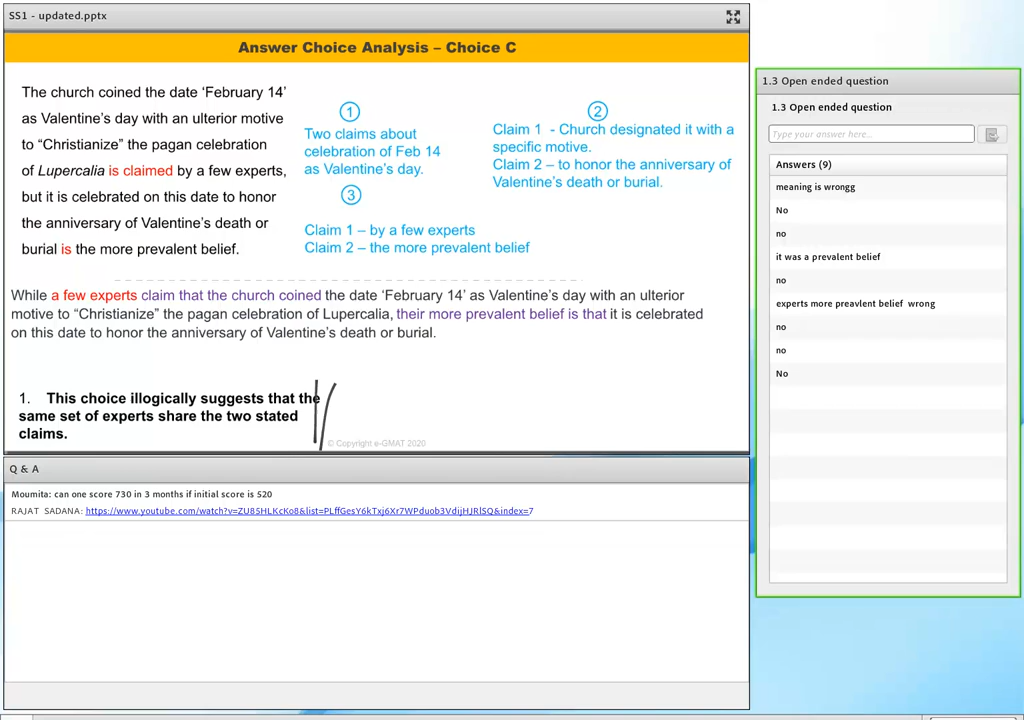 SS1 - updated.pptx
Answer Choice Analysis – Choice C
The church coined the date ‘February 14’
as Valentine’s day with an ulterior motive
to “Christianize” the pagan celebration
of Lupercalia is claimed by a few experts,
but it is celebrated on this date to honor
the anniversary of Valentine’s death or
burial is the more prevalent belief.
1
Two claims about
celebration of Feb 14
as Valentine’s day.
2
Claim 1 - Church designated it with a
specific motive.
Claim 2 – to honor the anniversary of
Valentine’s death or burial.
3
Claim 1 – by a few experts
Claim 2 – the more prevalent belief
While a few experts claim that the church coined the date ‘February 14’ as Valentine’s day with an ulterior
motive to “Christianize” the pagan celebration of Lupercalia, their more prevalent belief is that it is celebrated
on this date to honor the anniversary of Valentine’s death or burial.
1. This choice illogically suggests that the
same set of experts share the two stated
claims.
© Copyright e-GMAT 2020
Q & A
Moumita: can one score 730 in 3 months if initial score is 520
RAJAT SADANA: https://www.youtube.com/watch?v=ZU85HLKcKo8&list=PLffGesY6kTxj6Xr7WPduob3VdijHJRlSQ&index=7
1.3 Open ended question
1.3 Open ended question
Type your answer here...
Answers (9)
meaning is wrongg
No
no
it was a prevalent belief
no
experts more preavlent belief wrong
no
no
No